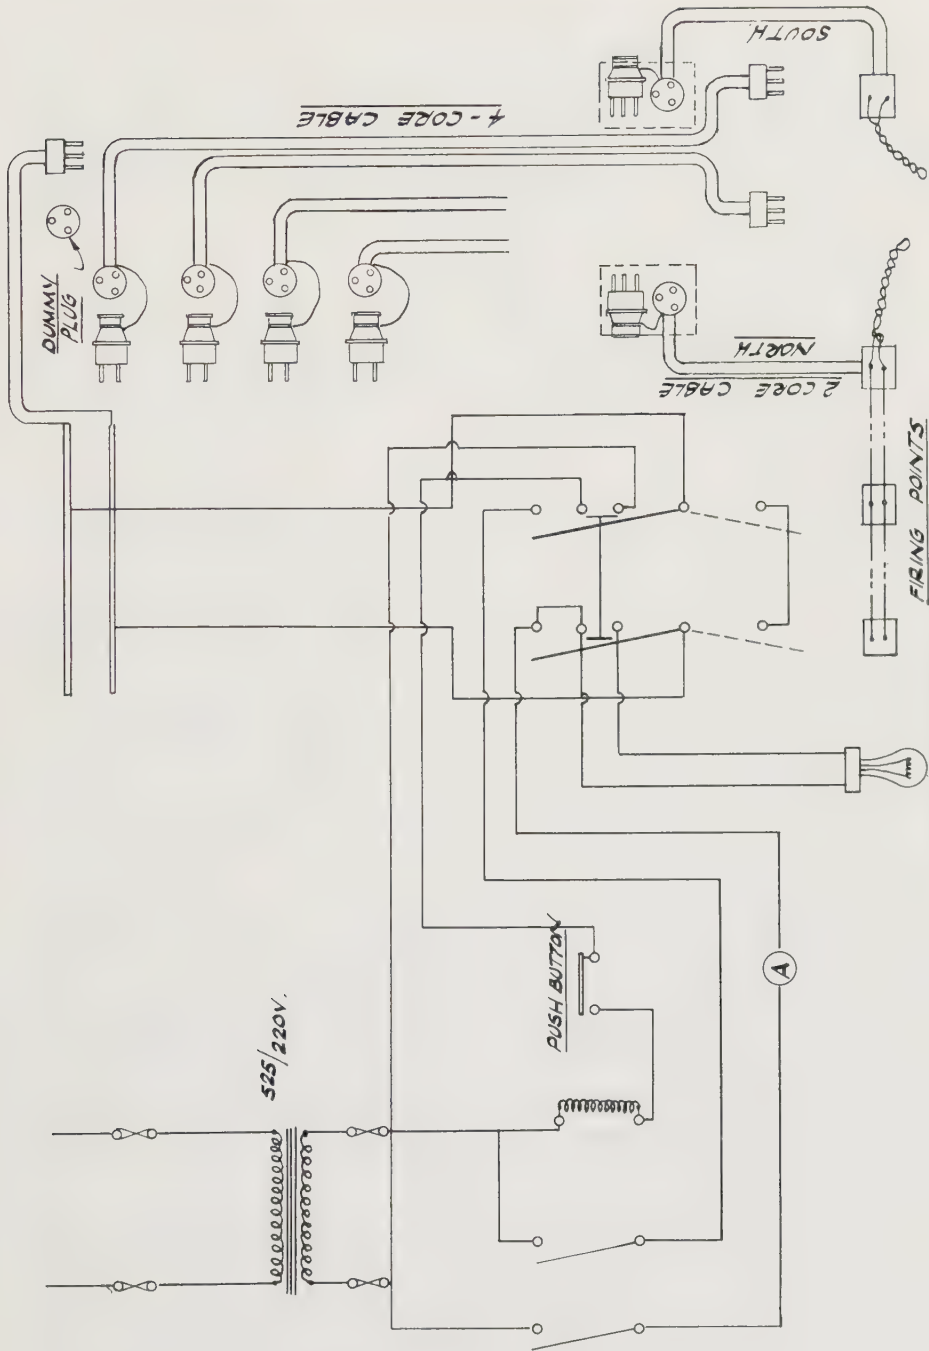 SOUTH
4-CORE CABLE
DUMMY
PLUG
NORTH
2 CORE CABLE
FIRING POINTS
PUSH BUTTON
525/220V.
A